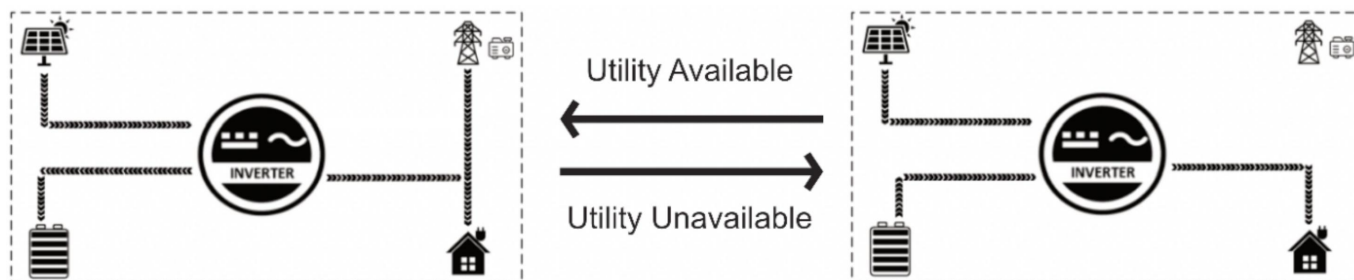 Utility Available
INVERTER
INVERTER
Utility Unavailable